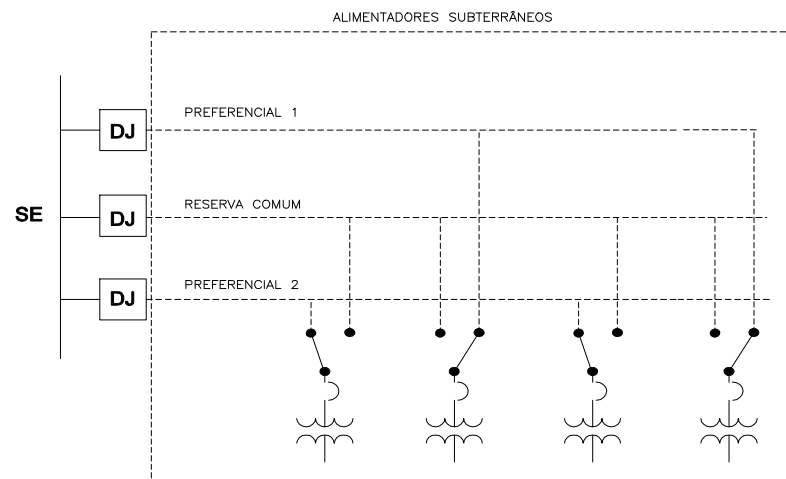 ALIMENTADORES SUBTERRÂNEOS
PREFERENCIAL 1
DJ
RESERVA COMUM
SE
DJ
PREFERENCIAL 2
DJ